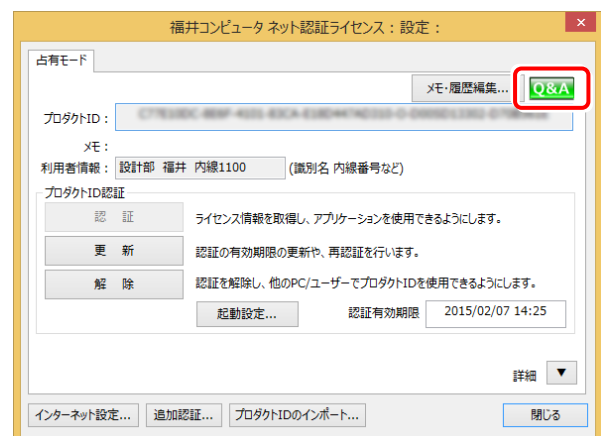 福井コンピュータ ネット認証ライセンス：設定：
占有モード
メモ・履歴編集... Q&A
プロダクトID：
メモ：
利用者情報： 設計部 福井 内線1100 (識別名 内線番号など)
プロダクトID認証
認 証 ライセンス情報を取得し、アプリケーションを使用できるようにします。
更 新 認証の有効期限の更新や、再認証を行います。
解 除 認証を解除し、他のPC/ユーザーでプロダクトIDを使用できるようにします。
起動設定... 認証有効期限 2015/02/07 14:25
詳細 ▼
インターネット設定... 追加認証... プロダクトIDのインポート... 閉じる